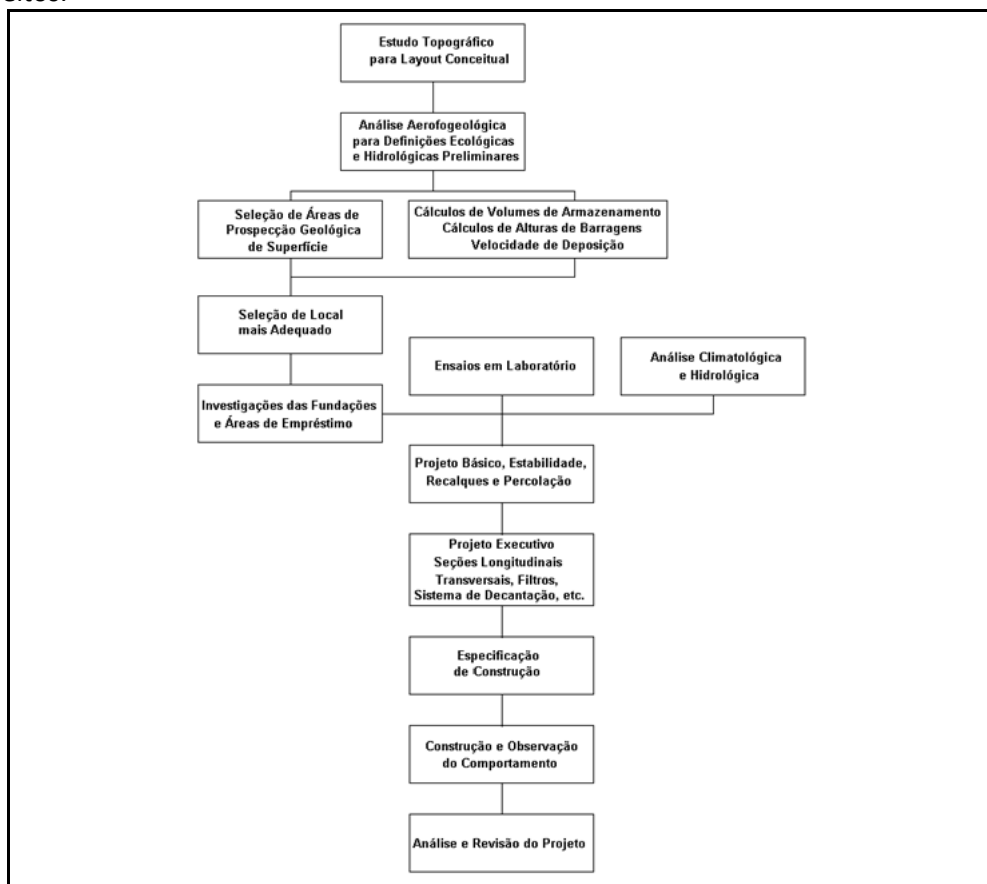 Estudo Topográfico
para Layout Conceitual
Análise Aerofogeológica
para Definições Ecológicas
e Hidrológicas Preliminares
Seleção de Áreas de
Prospecção Geológica
de Superfície
Cálculos de Volumes de Armazenamento
Cálculos de Alturas de Barragens
Velocidade de Deposição
Seleção de Local
mais Adequado
Ensaios em Laboratório
Análise Climatológica
e Hidrológica
Investigações das Fundações
e Áreas de Empréstimo
Projeto Básico, Estabilidade,
Recalques e Percolação
Projeto Executivo
Seções Longitudinais
Transversais, Filtros,
Sistema de Decantação, etc.
Especificação
de Construção
Construção e Observação
do Comportamento
Análise e Revisão do Projeto